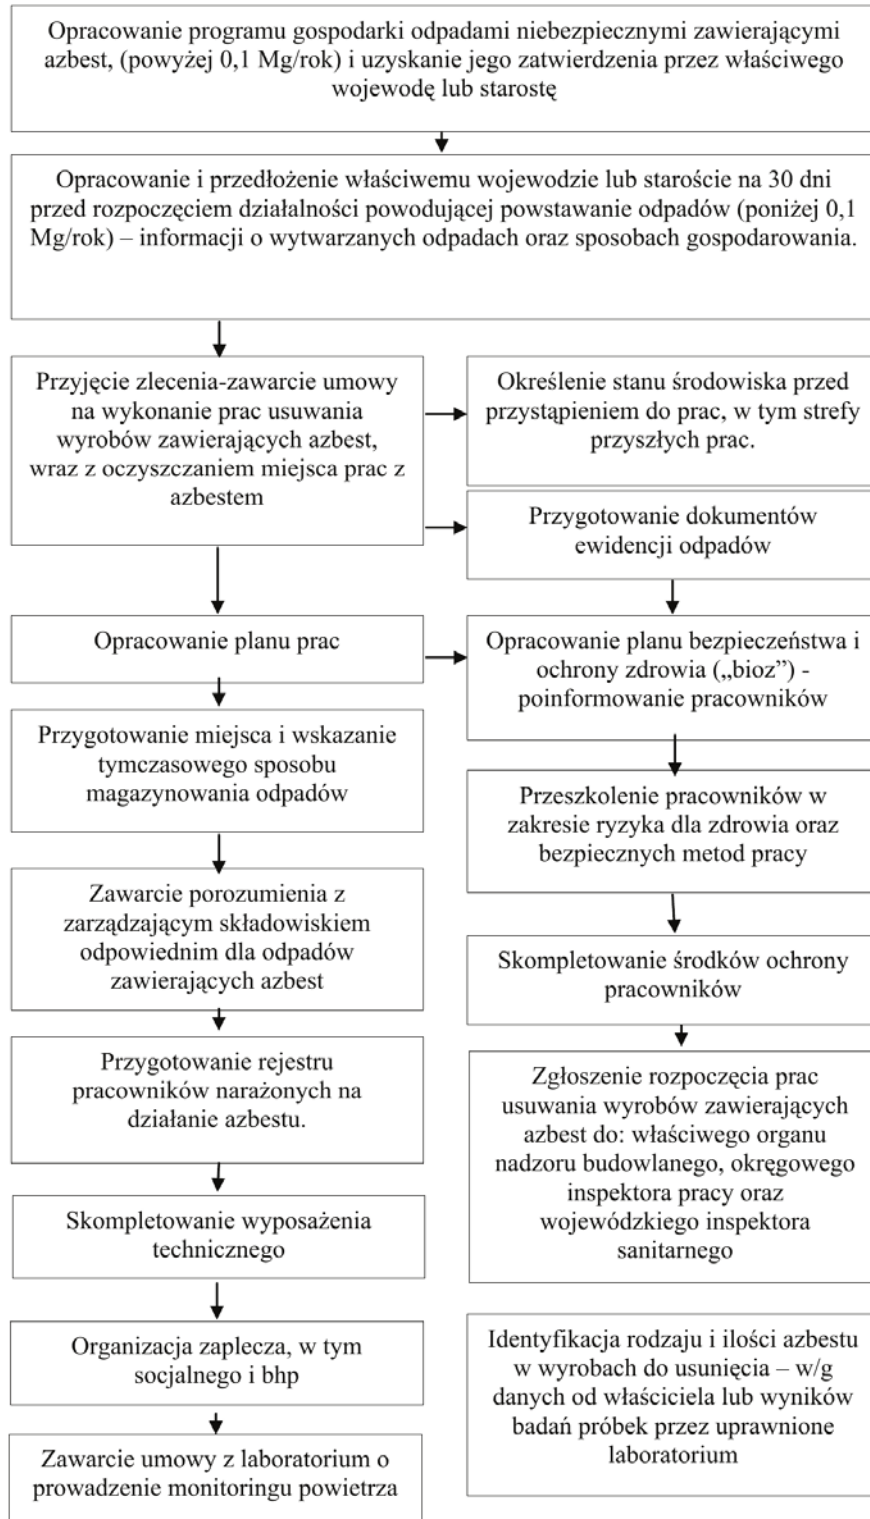 Opracowanie programu gospodarki odpadami niebezpiecznymi zawierającymi
azbest, (powyżej 0,1 Mg/rok) i uzyskanie jego zatwierdzenia przez właściwego
wojewodę lub starostę
Opracowanie i przedłożenie właściwemu wojewodzie lub staroście na 30 dni
przed rozpoczęciem działalności powodującej powstawanie odpadów (poniżej 0,1
Mg/rok) – informacji o wytwarzanych odpadach oraz sposobach gospodarowania.
Przyjęcie zlecenia-zawarcie umowy
na wykonanie prac usuwania
wyrobów zawierających azbest,
wraz z oczyszczaniem miejsca prac z
azbestem
Określenie stanu środowiska przed
przystąpieniem do prac, w tym strefy
przyszłych prac.
Przygotowanie dokumentów
ewidencji odpadów
Opracowanie planu prac
Opracowanie planu bezpieczeństwa i
ochrony zdrowia („bioz”) -
poinformowanie pracowników
Przygotowanie miejsca i wskazanie
tymczasowego sposobu
magazynowania odpadów
Przeszkolenie pracowników w
zakresie ryzyka dla zdrowia oraz
bezpiecznych metod pracy
Zawarcie porozumienia z
zarządzającym składowiskiem
odpowiednim dla odpadów
zawierających azbest
Skompletowanie środków ochrony
pracowników
Przygotowanie rejestru
pracowników narażonych na
działanie azbestu.
Zgłoszenie rozpoczęcia prac
usuwania wyrobów zawierających
azbest do: właściwego organu
nadzoru budowlanego, okręgowego
inspektora pracy oraz
wojewódzkiego inspektora
sanitarnego
Skompletowanie wyposażenia
technicznego
Organizacja zaplecza, w tym
socjalnego i bhp
Identyfikacja rodzaju i ilości azbestu
w wyrobach do usunięcia – w/g
danych od właściciela lub wyników
badań próbek przez uprawnione
laboratorium
Zawarcie umowy z laboratorium o
prowadzenie monitoringu powietrza